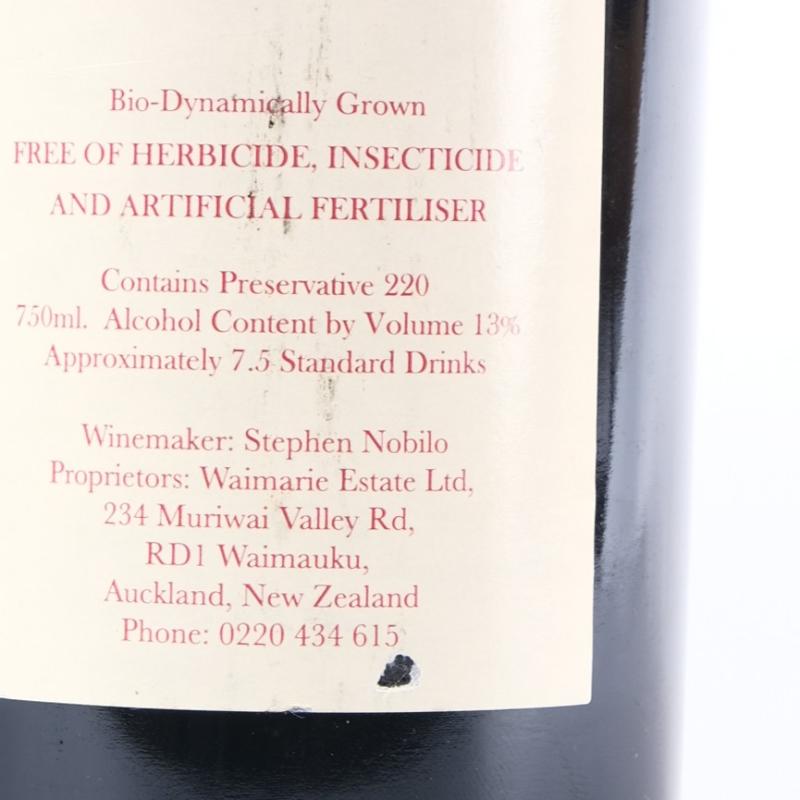 Bio-Dynamically Grown
FREE OF HERBICIDE, INSECTICIDE
AND ARTIFICIAL FERTILISER
Contains Preservative 220
750ml. Alcohol Content by Volume 13%
Approximately 7.5 Standard Drinks
Winemaker: Stephen Nobilo
Proprietors: Waimarie Estate Ltd,
234 Muriwai Valley Rd,
RD1 Waimauku,
Auckland, New Zealand
Phone: 0220 434 615